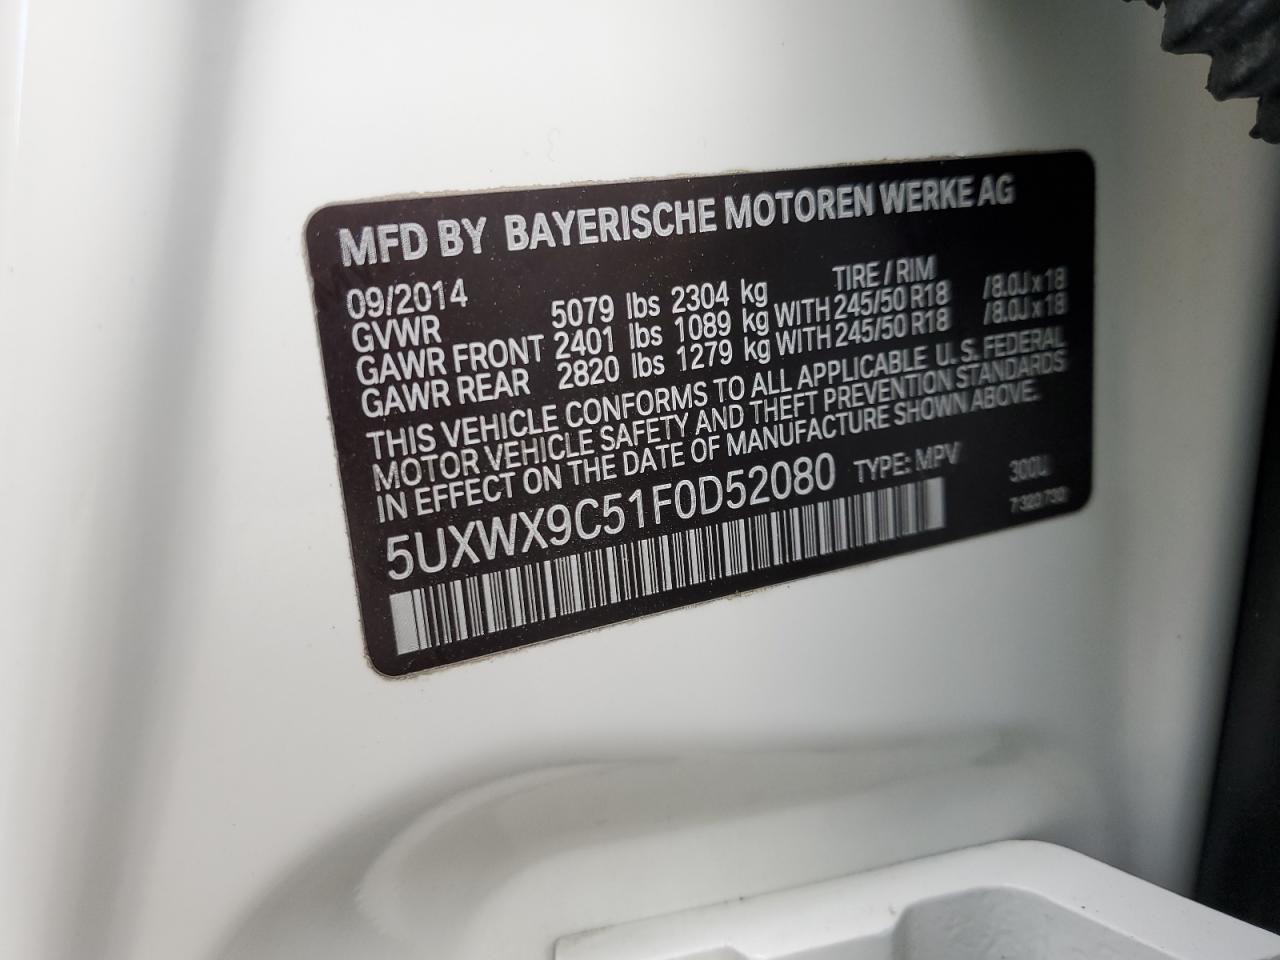 MFD BY BAYERISCHE MOTOREN WERKE AG
09/2014 TIRE / RIM
GVWR 5079 lbs 2304 kg
GAWR FRONT 2401 lbs 1089 kg WITH 245/50 R18 /8.0J x 18
GAWR REAR 2820 lbs 1279 kg WITH 245/50 R18 /8.0J x 18
THIS VEHICLE CONFORMS TO ALL APPLICABLE U.S. FEDERAL
MOTOR VEHICLE SAFETY AND THEFT PREVENTION STANDARDS
IN EFFECT ON THE DATE OF MANUFACTURE SHOWN ABOVE.
5UXWX9C51F0D52080 TYPE: MPV 300U